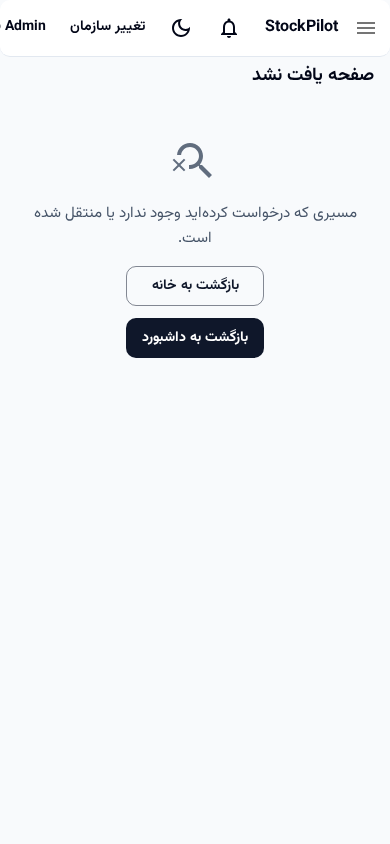 StockPilot
تغییر سازمان
Admin
صفحه یافت نشد
مسیری که درخواست کرده‌اید وجود ندارد یا منتقل شده
است.
بازگشت به خانه
بازگشت به داشبورد